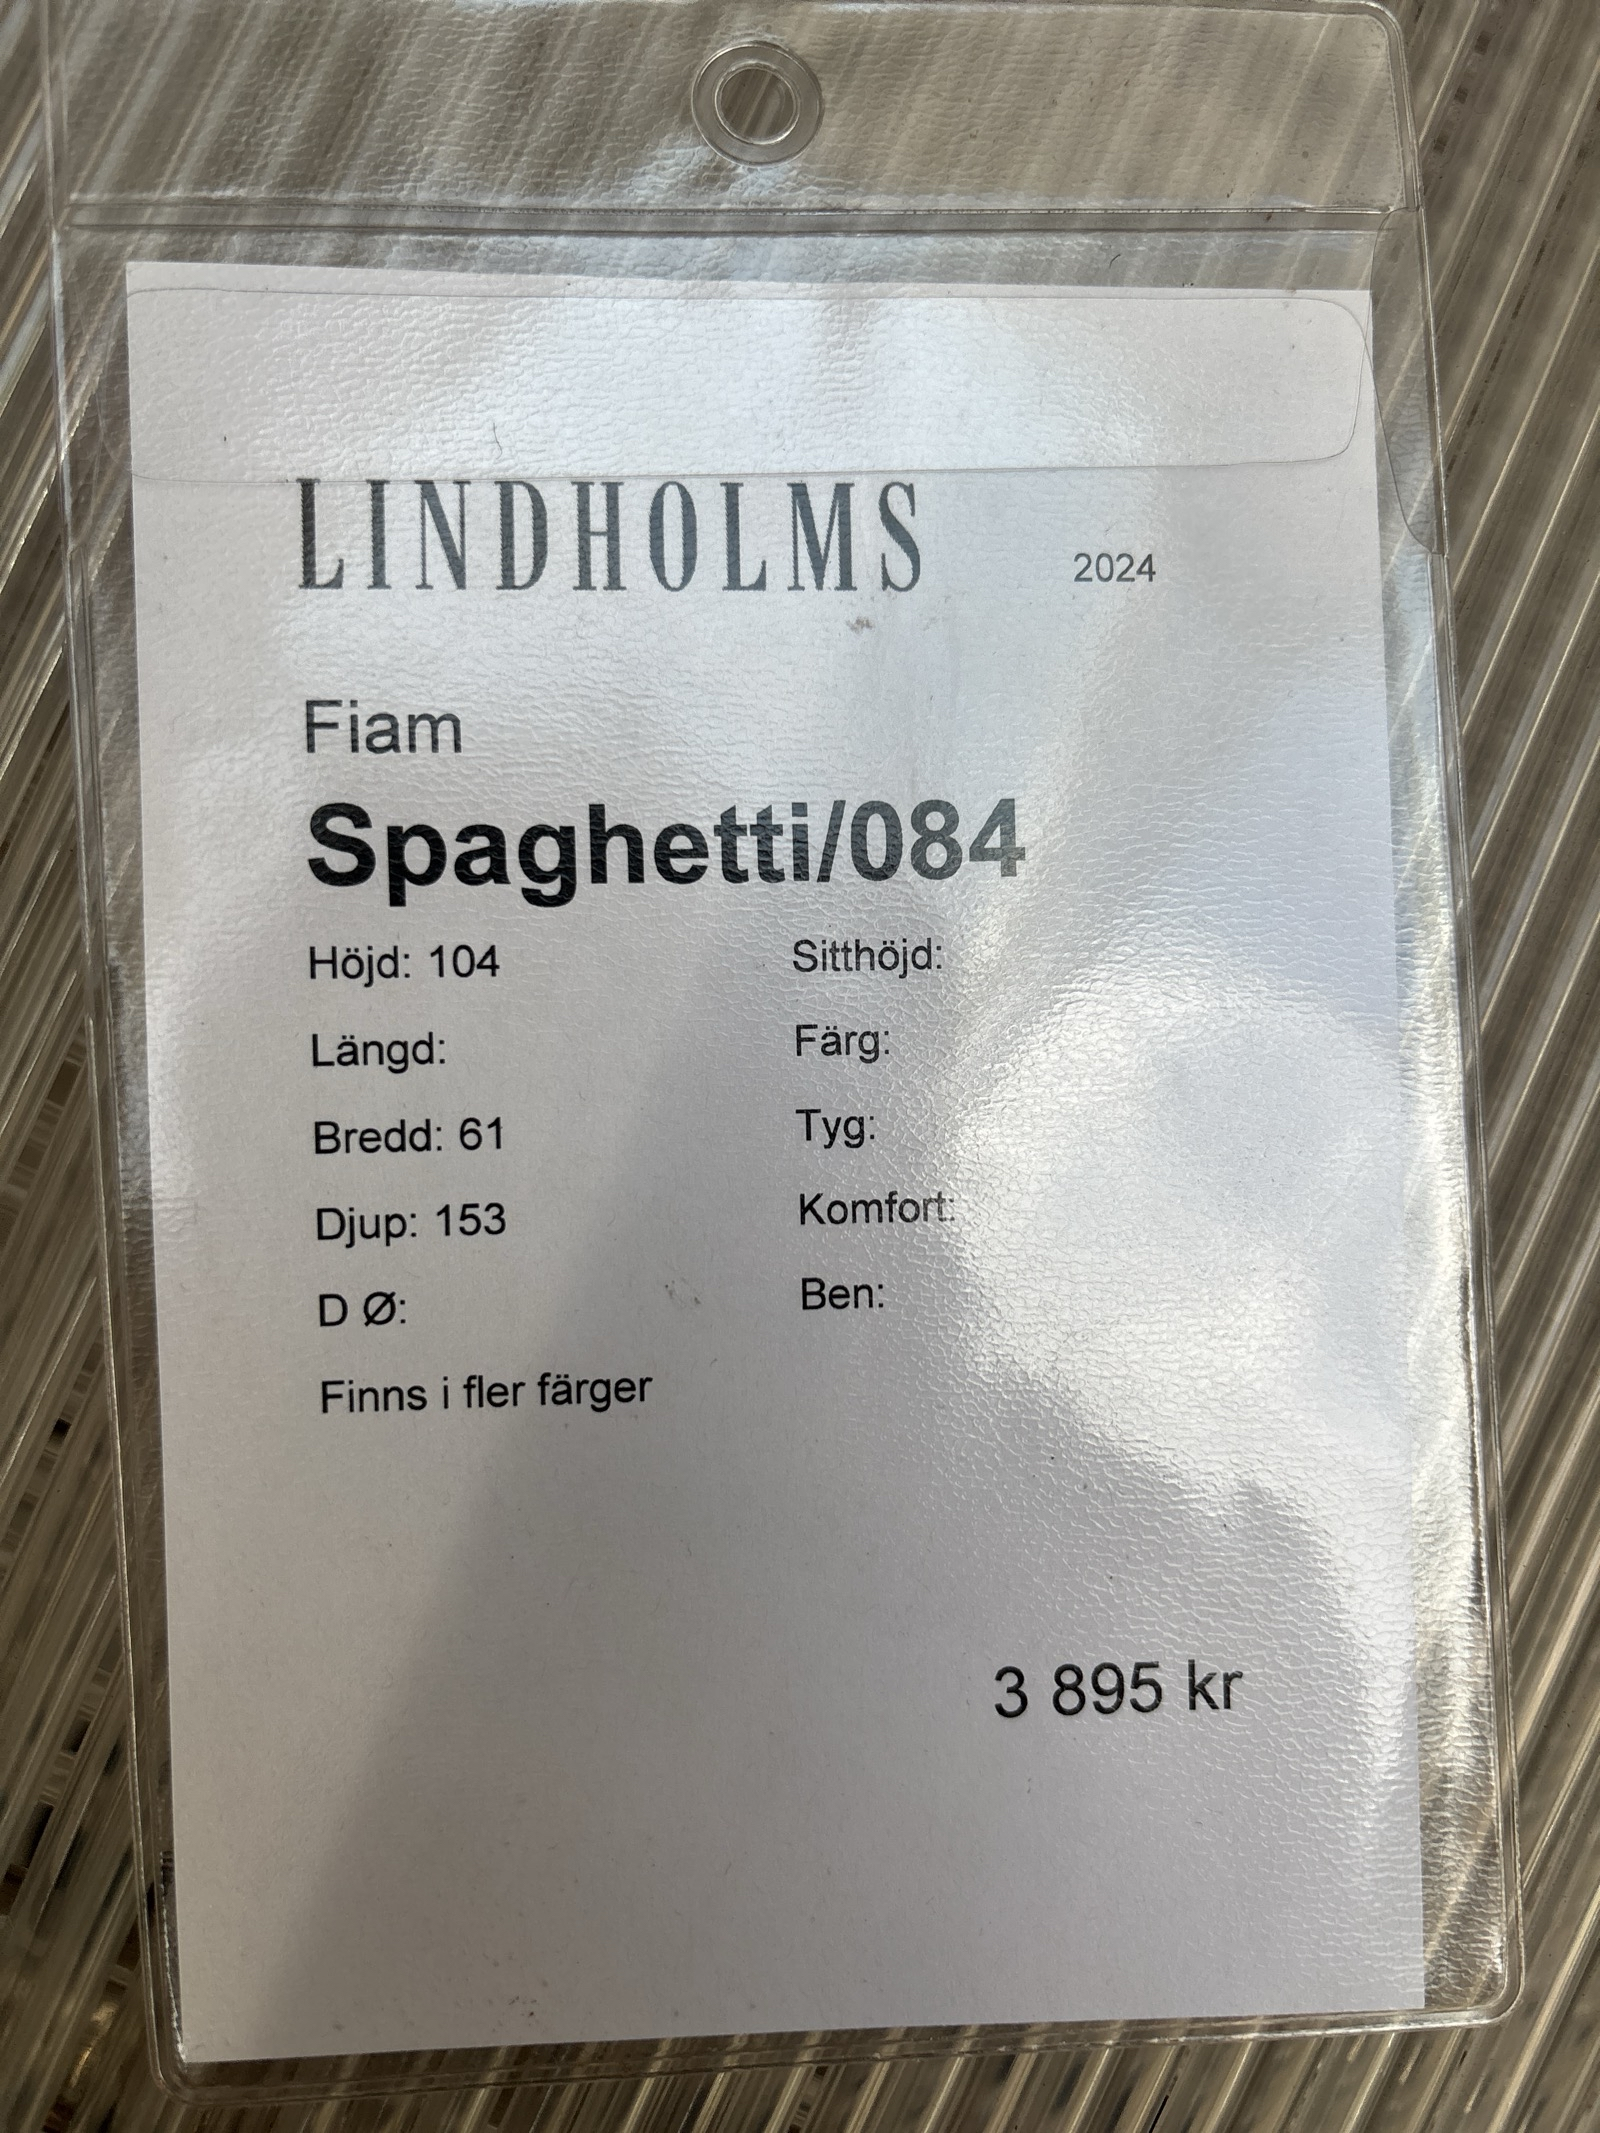 LINDHOLMS 2024
Fiam
Spaghetti/084
Höjd: 104 Sitthöjd:
Längd: Färg:
Bredd: 61 Tyg:
Djup: 153 Komfort:
D Ø: Ben:
Finns i fler färger
3 895 kr